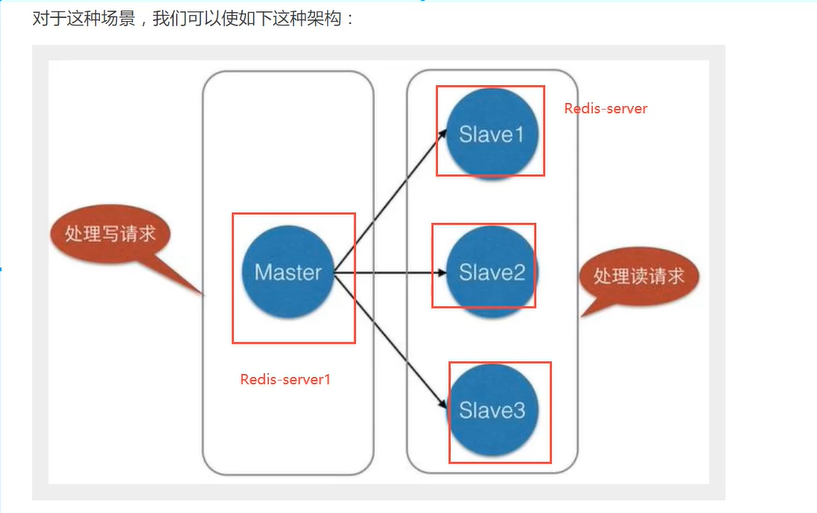 对于这种场景，我们可以使如下这种架构：
Slave1
Redis-server
处理写请求
Master
Slave2
处理读请求
Redis-server1
Slave3